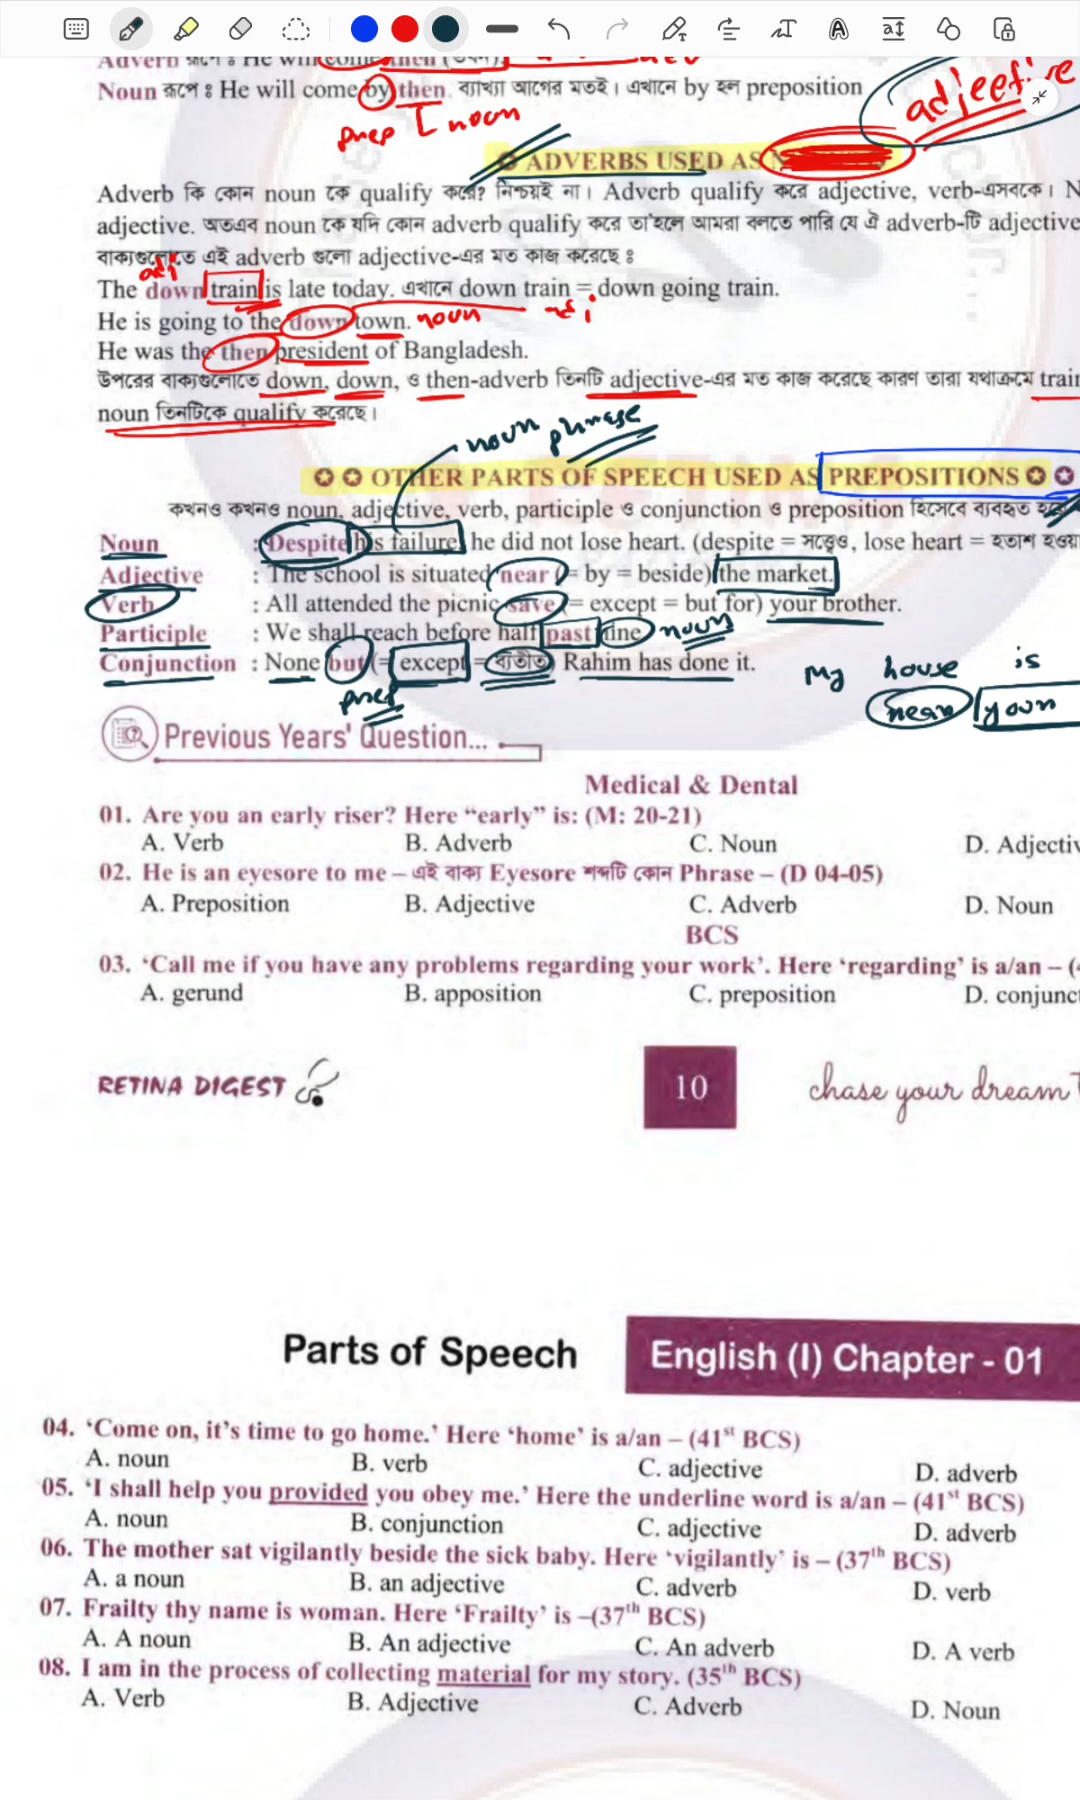 Adverb রূপে : He will come then (তখন).
Noun রূপে : He will come by then. ব্যাখ্যা আগের মতই। এখানে by হল preposition
adjective
prep noun
ADVERBS USED AS
Adverb কি কোন noun কে qualify করে? নিশ্চয়ই না। Adverb qualify করে adjective, verb-এসবকে। N
adjective. অতএব noun কে যদি কোন adverb qualify করে তা'হলে আমরা বলতে পারি যে ঐ adverb-টি adjective
বাক্যগুলোতে এই adverb গুলো adjective-এর মত কাজ করেছে :
adj
The down train is late today. এখানে down train = down going train.
He is going to the down town. noun adj
He was the then president of Bangladesh.
উপরের বাক্যগুলোতে down, down, ও then-adverb তিনটি adjective-এর মত কাজ করেছে কারণ তারা যথাক্রমে train
noun তিনটিকে qualify করেছে।
noun phrase
OTHER PARTS OF SPEECH USED AS PREPOSITIONS
কখনও কখনও noun, adjective, verb, participle ও conjunction ও preposition হিসেবে ব্যবহৃত
Noun : Despite his failure, he did not lose heart. (despite = সত্ত্বেও, lose heart = হতাশ হওয়া
Adjective : The school is situated near (= by = beside) the market.
Verb : All attended the picnic save (= except = but for) your brother.
Participle : We shall reach before half past nine noun
Conjunction : None but (= except = ব্যতীত) Rahim has done it.
My house is
near your
prep
Previous Years' Question...
Medical & Dental
01. Are you an early riser? Here “early” is: (M: 20-21)
A. Verb B. Adverb C. Noun D. Adjectiv
02. He is an eyesore to me – এই বাক্য Eyesore শব্দটি কোন Phrase – (D 04-05)
A. Preposition B. Adjective C. Adverb D. Noun
BCS
03. ‘Call me if you have any problems regarding your work’. Here ‘regarding’ is a/an – (
A. gerund B. apposition C. preposition D. conjunct
RETINA DIGEST 10 chase your dream
Parts of Speech English (I) Chapter - 01
04. ‘Come on, it’s time to go home.’ Here ‘home’ is a/an – (41st BCS)
A. noun B. verb C. adjective D. adverb
05. ‘I shall help you provided you obey me.’ Here the underline word is a/an – (41st BCS)
A. noun B. conjunction C. adjective D. adverb
06. The mother sat vigilantly beside the sick baby. Here ‘vigilantly’ is – (37th BCS)
A. a noun B. an adjective C. adverb D. verb
07. Frailty thy name is woman. Here ‘Frailty’ is –(37th BCS)
A. A noun B. An adjective C. An adverb D. A verb
08. I am in the process of collecting material for my story. (35th BCS)
A. Verb B. Adjective C. Adverb D. Noun